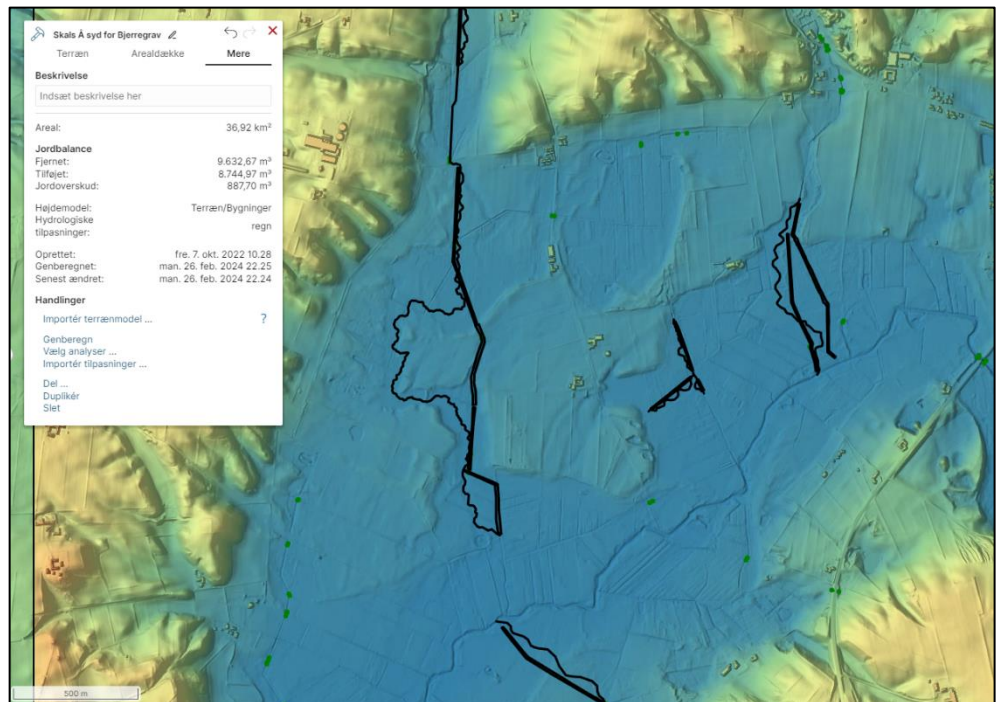 Skals Å syd for Bjerregrav
Terræn Arealdække Mere
Beskrivelse
Indsæt beskrivelse her
Areal: 36,92 km²
Jordbalance
Fjernet: 9.632,67 m³
Tilføjet: 8.744,97 m³
Jordoverskud: 887,70 m³
Højdemodel: Terræn/Bygninger
Hydrologiske
tilpasninger: regn
Oprettet: fre. 7. okt. 2022 10.28
Genberegnet: man. 26. feb. 2024 22.25
Senest ændret: man. 26. feb. 2024 22.24
Handlinger
Importér terrænmodel ... ?
Genberegn
Vælg analyser ...
Importér tilpasninger ...
Del ...
Duplikér
Slet
500 m